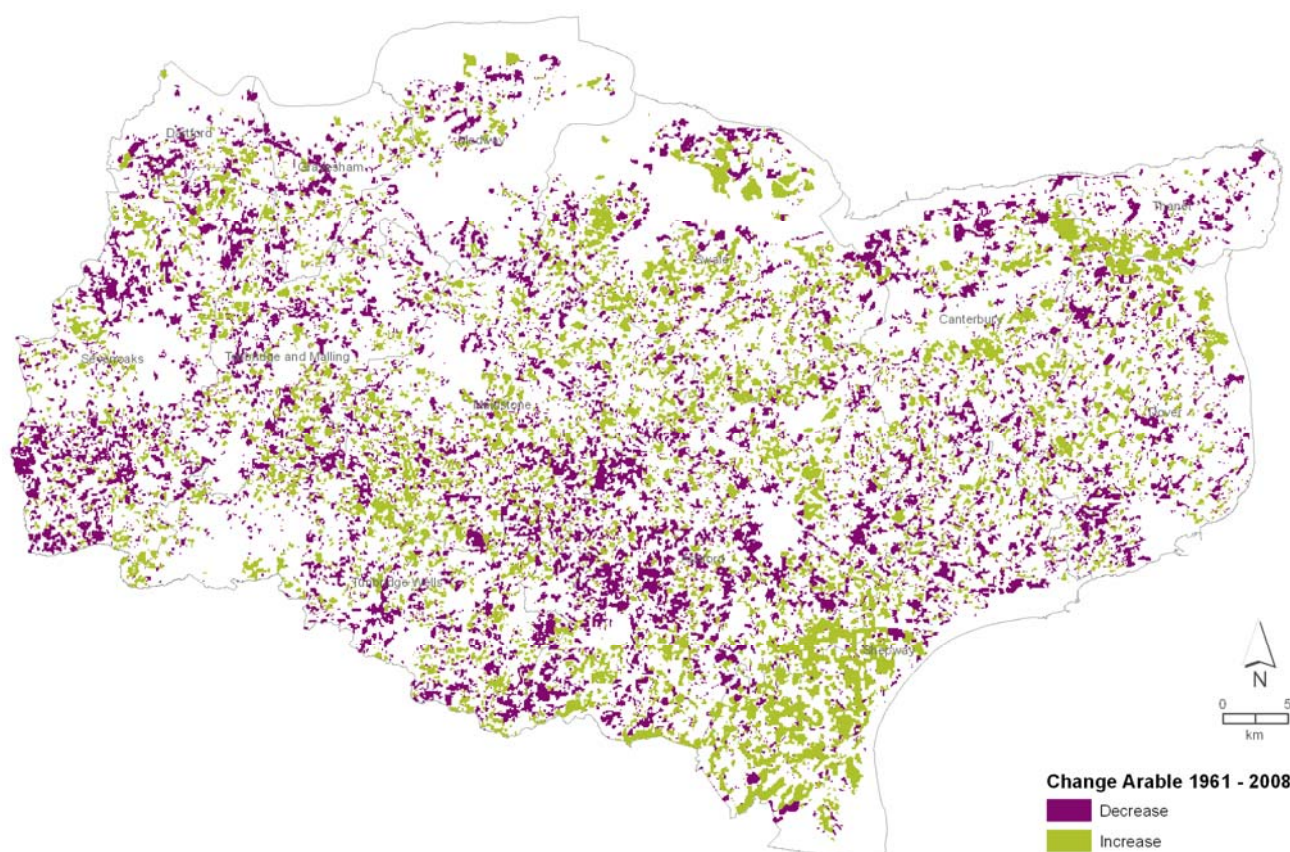 Dartford
Gravesham
Medway
Thanet
Swale
Canterbury
Sevenoaks
Tonbridge and Malling
Maidstone
Dover
Ashford
Tunbridge Wells
Shepway
N
0 5
km
Change Arable 1961 - 2008
Decrease
Increase